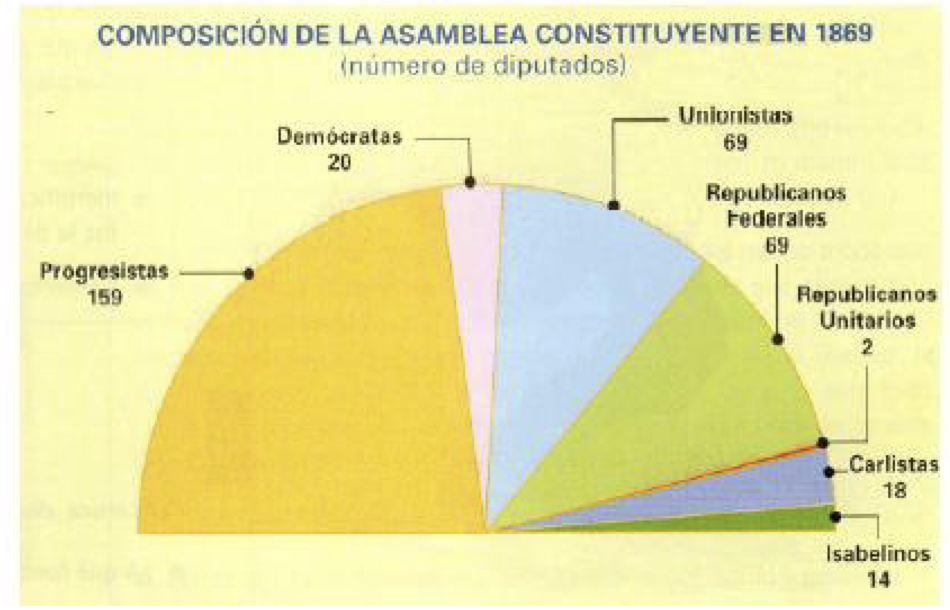 COMPOSICIÓN DE LA ASAMBLEA CONSTITUYENTE EN 1869
(número de diputados)
Unionistas
69
Demócratas
20
Republicanos
Federales
69
Progresistas
159
Republicanos
Unitarios
2
Carlistas
18
Isabelinos
14